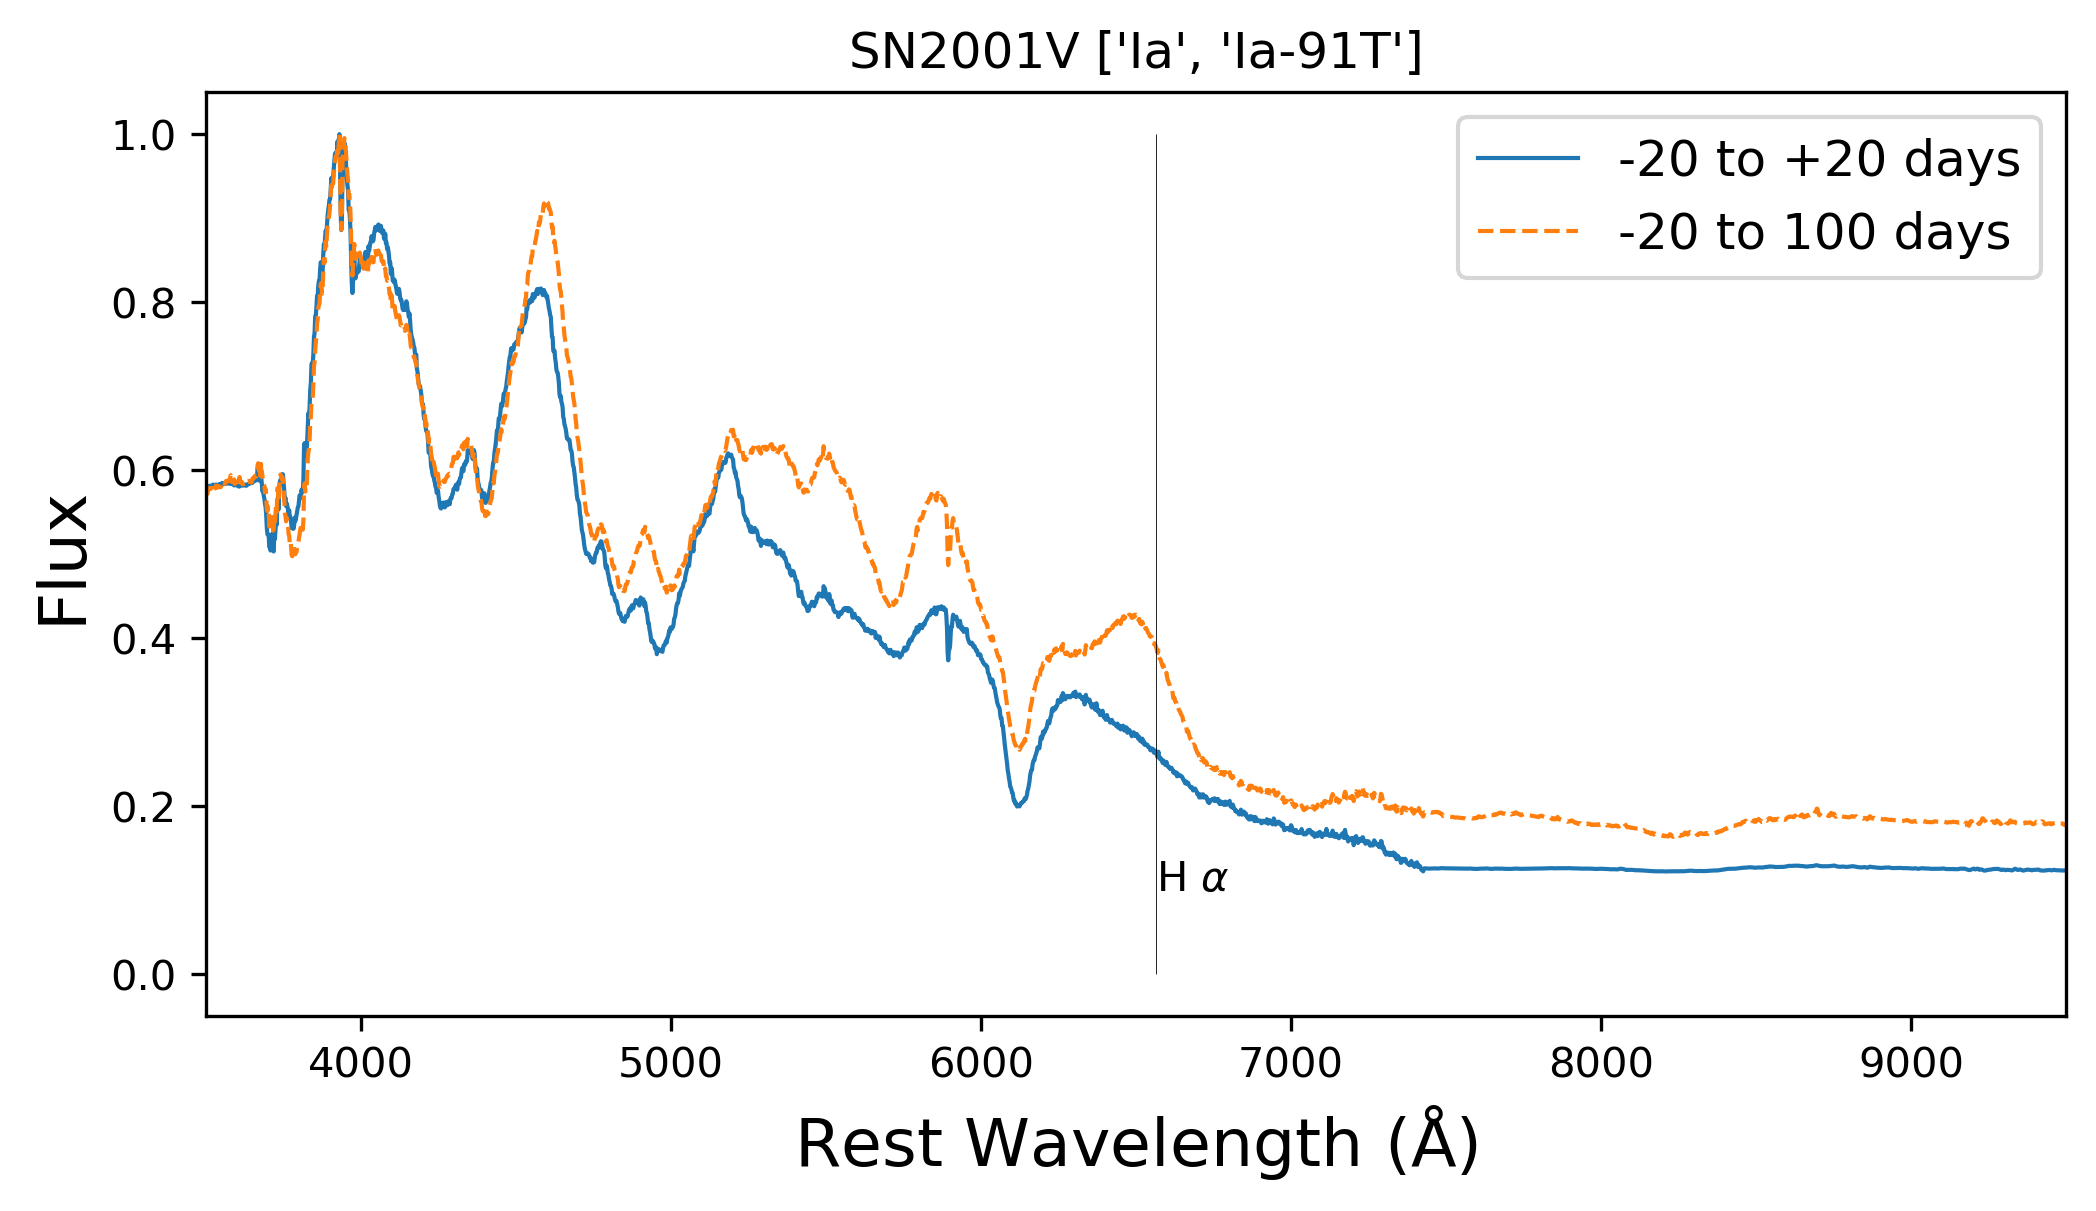 SN2001V ['Ia', 'Ia-91T']
-20 to +20 days
-20 to 100 days
1.0
0.8
0.6
0.4
0.2
0.0
Flux
H α
4000 5000 6000 7000 8000 9000
Rest Wavelength (Å)